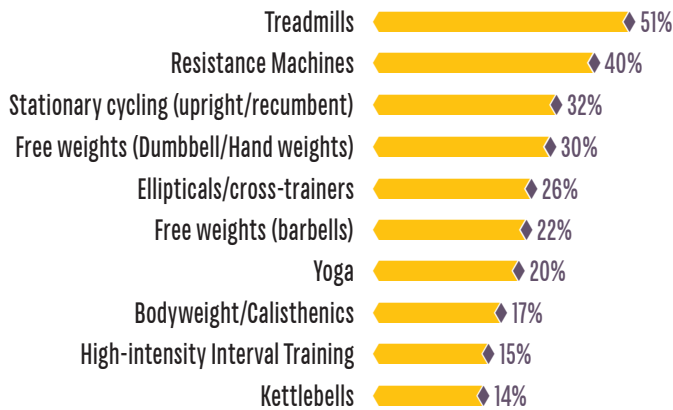 Treadmills 51%
Resistance Machines 40%
Stationary cycling (upright/recumbent) 32%
Free weights (Dumbbell/Hand weights) 30%
Ellipticals/cross-trainers 26%
Free weights (barbells) 22%
Yoga 20%
Bodyweight/Calisthenics 17%
High-intensity Interval Training 15%
Kettlebells 14%